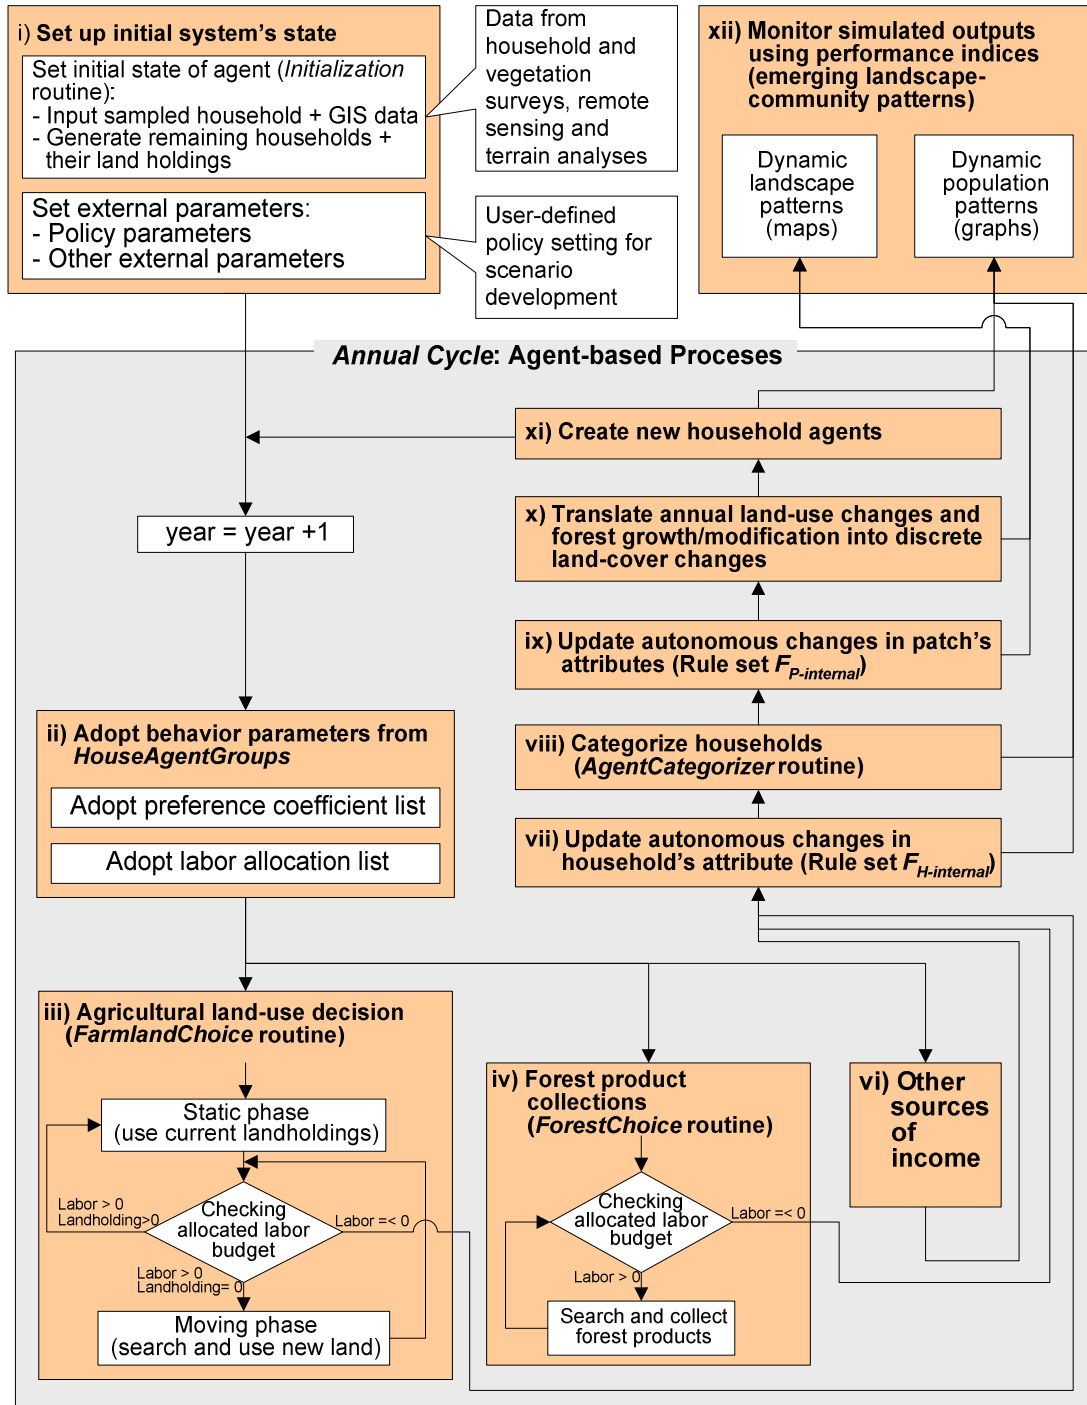 i) Set up initial system's state
Set initial state of agent (Initialization
routine):
- Input sampled household + GIS data
- Generate remaining households +
their land holdings
Set external parameters:
- Policy parameters
- Other external parameters
Data from
household and
vegetation
surveys, remote
sensing and
terrain analyses
User-defined
policy setting for
scenario
development
xii) Monitor simulated outputs
using performance indices
(emerging landscape-
community patterns)
Dynamic
landscape
patterns
(maps)
Dynamic
population
patterns
(graphs)
Annual Cycle: Agent-based Proceses
xi) Create new household agents
x) Translate annual land-use changes and
forest growth/modification into discrete
land-cover changes
year = year +1
ix) Update autonomous changes in patch's
attributes (Rule set F P-internal)
ii) Adopt behavior parameters from
HouseAgentGroups
Adopt preference coefficient list
Adopt labor allocation list
viii) Categorize households
(AgentCategorizer routine)
vii) Update autonomous changes in
household's attribute (Rule set F H-internal)
iii) Agricultural land-use decision
(FarmlandChoice routine)
Static phase
(use current landholdings)
Labor > 0
Landholding>0
Checking
allocated labor
budget
Labor =< 0
Labor > 0
Landholding= 0
Moving phase
(search and use new land)
iv) Forest product
collections
(ForestChoice routine)
Checking
allocated labor
budget
Labor =< 0
Labor > 0
Search and collect
forest products
vi) Other
sources
of
income